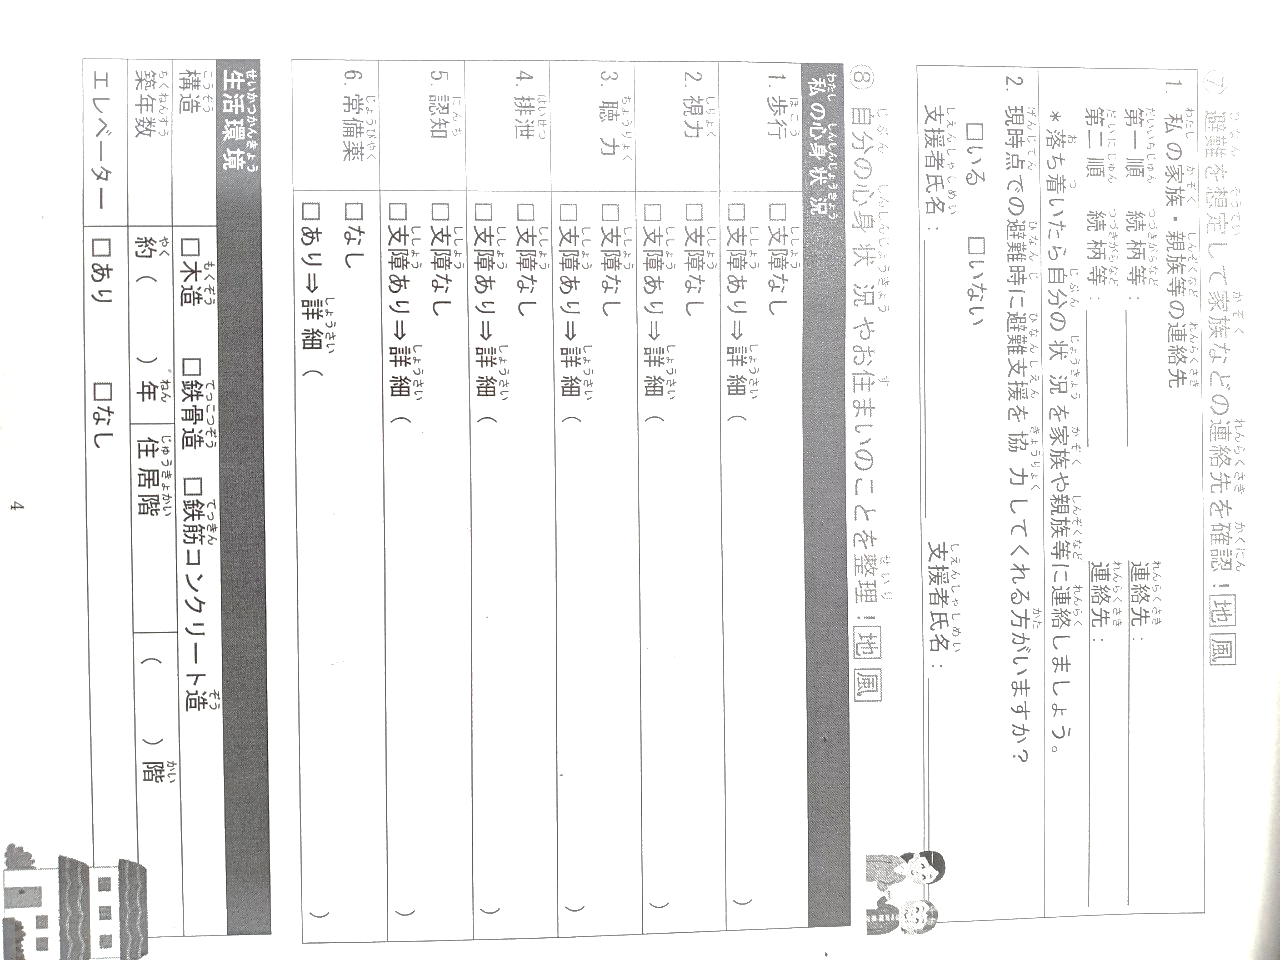 ⑦ 避難を想定して家族などの連絡先を確認！地 風
1. 私の家族・親族等の連絡先
第一順 続柄等： 連絡先：
第二順 続柄等： 連絡先：
＊落ち着いたら自分の状況を家族や親族等に連絡しましょう。
2. 現時点での避難時に避難支援を協力してくれる方がいますか？
□いる □いない
支援者氏名： 支援者氏名：
⑧ 自分の心身状況やお住まいのことを整理！地 風
私の心身状況
1. 歩行 □支障なし
□支障あり⇒詳細（ ）
2. 視力 □支障なし
□支障あり⇒詳細（ ）
3. 聴力 □支障なし
□支障あり⇒詳細（ ）
4. 排泄 □支障なし
□支障あり⇒詳細（ ）
5. 認知 □支障なし
□支障あり⇒詳細（ ）
6. 常備薬 □なし
□あり⇒詳細（ ）
生活環境
構造 □木造 □鉄骨造 □鉄筋コンクリート造
築年数 約（ ）年 住居階 （ ）階
エレベーター □あり □なし
4